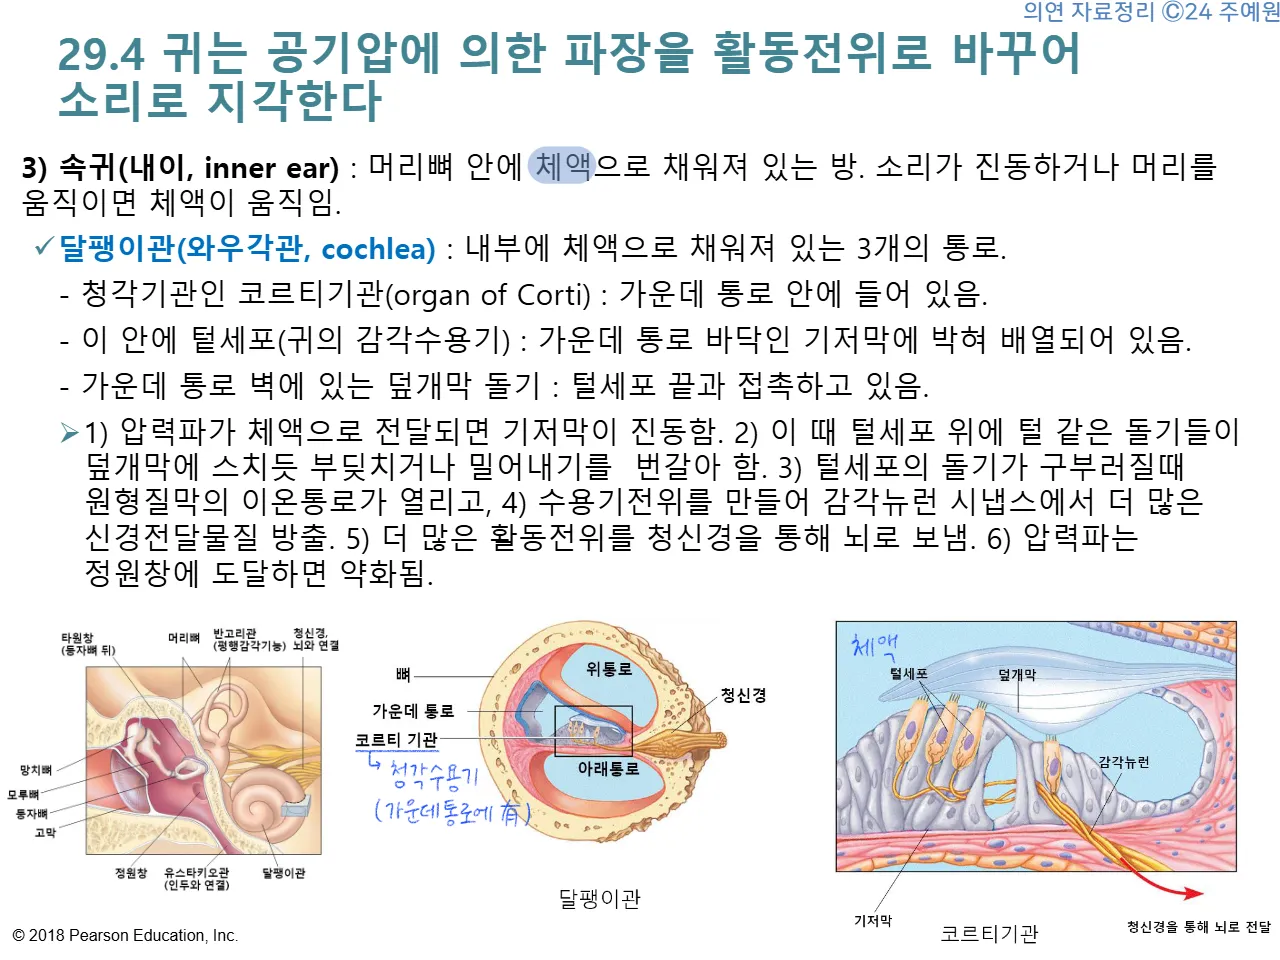 의연 자료정리 Ⓒ24 주예원
29.4 귀는 공기압에 의한 파장을 활동전위로 바꾸어
소리로 지각한다
3) 속귀(내이, inner ear) : 머리뼈 안에 체액으로 채워져 있는 방. 소리가 진동하거나 머리를
움직이면 체액이 움직임.
✓달팽이관(와우각관, cochlea) : 내부에 체액으로 채워져 있는 3개의 통로.
- 청각기관인 코르티기관(organ of Corti) : 가운데 통로 안에 들어 있음.
- 이 안에 털세포(귀의 감각수용기) : 가운데 통로 바닥인 기저막에 박혀 배열되어 있음.
- 가운데 통로 벽에 있는 덮개막 돌기 : 털세포 끝과 접촉하고 있음.
➢1) 압력파가 체액으로 전달되면 기저막이 진동함. 2) 이 때 털세포 위에 털 같은 돌기들이
덮개막에 스치듯 부딪치거나 밀어내기를 번갈아 함. 3) 털세포의 돌기가 구부러질때
원형질막의 이온통로가 열리고, 4) 수용기전위를 만들어 감각뉴런 시냅스에서 더 많은
신경전달물질 방출. 5) 더 많은 활동전위를 청신경을 통해 뇌로 보냄. 6) 압력파는
정원창에 도달하면 약화됨.
타원창
(등자뼈 뒤)
머리뼈
반고리관
(평행감각기능)
청신경,
뇌와 연결
망치뼈
모루뼈
등자뼈
고막
정원창
유스타키오관
(인두와 연결)
달팽이관
뼈
위통로
청신경
가운데 통로
코르티 기관
아래통로
↳ 청각수용기
(가운데통로에 有)
달팽이관
체액
털세포
덮개막
감각뉴런
기저막
코르티기관
청신경을 통해 뇌로 전달
© 2018 Pearson Education, Inc.